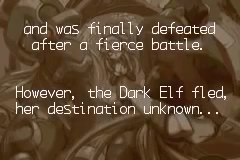 and was finally defeated
after a fierce battle.
However, the Dark Elf fled,
her destination unknown...